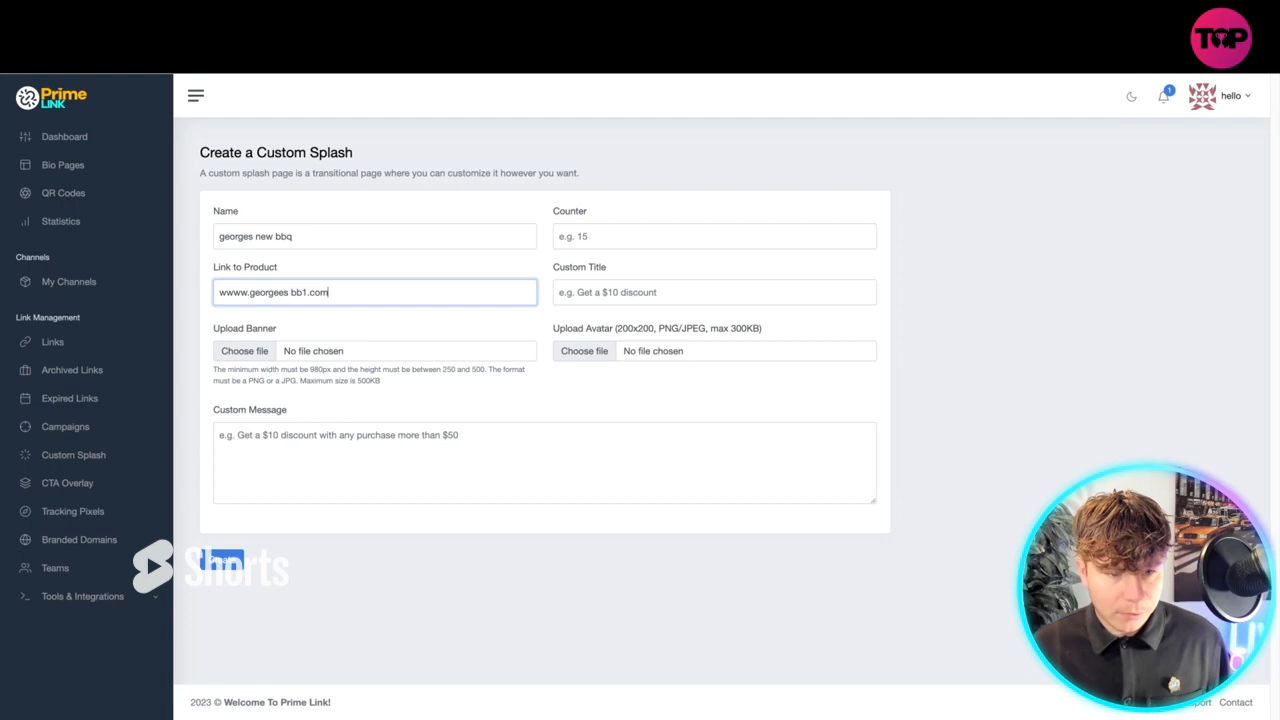 TOP
Prime
LINK
1
hello
Dashboard
Bio Pages
QR Codes
Statistics
Channels
My Channels
Link Management
Links
Archived Links
Expired Links
Campaigns
Custom Splash
CTA Overlay
Tracking Pixels
Branded Domains
Teams
Tools & Integrations
Create a Custom Splash
A custom splash page is a transitional page where you can customize it however you want.
Name
georges new bbq
Counter
e.g. 15
Link to Product
wwww.georgees bb1.com
Custom Title
e.g. Get a $10 discount
Upload Banner
Choose file No file chosen
The minimum width must be 980px and the height must be between 250 and 500. The format
must be a PNG or a JPG. Maximum size is 500KB
Upload Avatar (200x200, PNG/JPEG, max 300KB)
Choose file No file chosen
Custom Message
e.g. Get a $10 discount with any purchase more than $50
Shorts
2023 © Welcome To Prime Link!
Contact